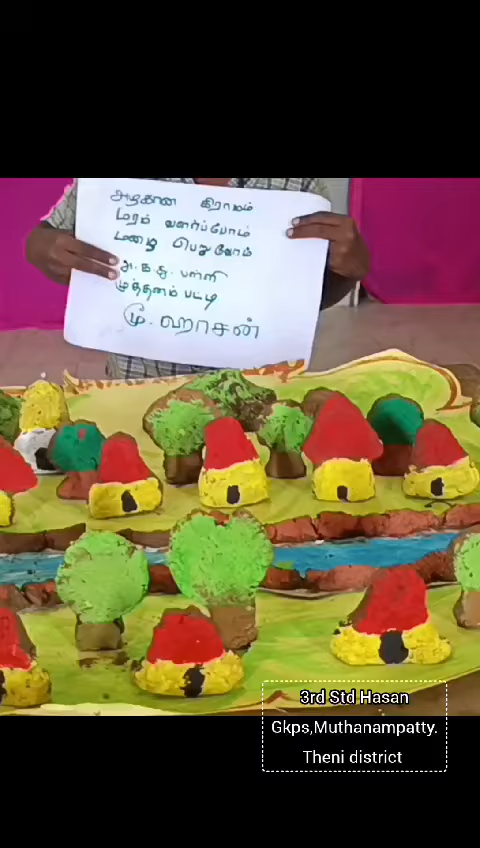 அழகான கிராமம்
மரம் வளர்ப்போம்
மழை பெறுவோம்
அ.க.து. பள்ளி
முத்தனம் பட்டி
மு. ஹாசன்
3rd Std Hasan
Gkps,Muthanampatty.
Theni district